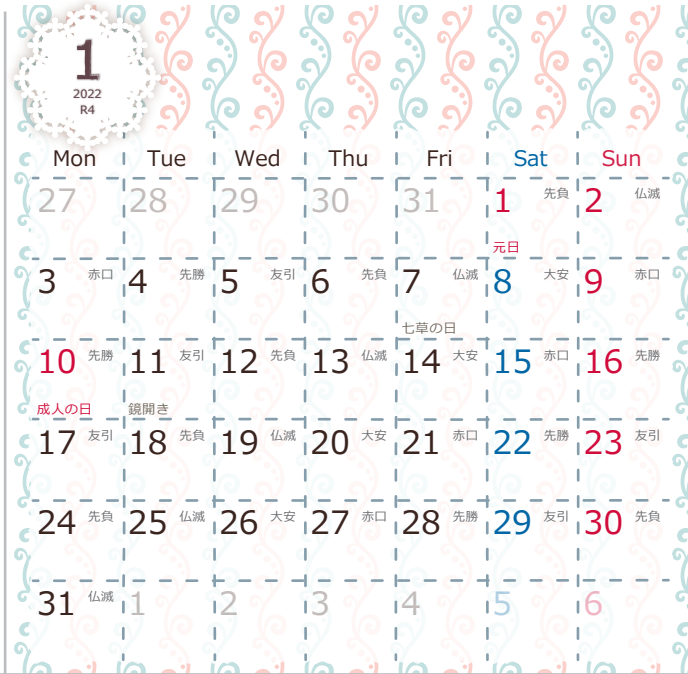 1
2022
R4
Mon Tue Wed Thu Fri Sat Sun
27 28 29 30 31 1 先負 2 仏滅
元日
3 赤口 4 先勝 5 友引 6 先負 7 仏滅 8 大安 9 赤口
七草の日
10 先勝 11 友引 12 先負 13 仏滅 14 大安 15 赤口 16 先勝
成人の日 鏡開き
17 友引 18 先負 19 仏滅 20 大安 21 赤口 22 先勝 23 友引
24 先負 25 仏滅 26 大安 27 赤口 28 先勝 29 友引 30 先負
31 仏滅 1 2 3 4 5 6